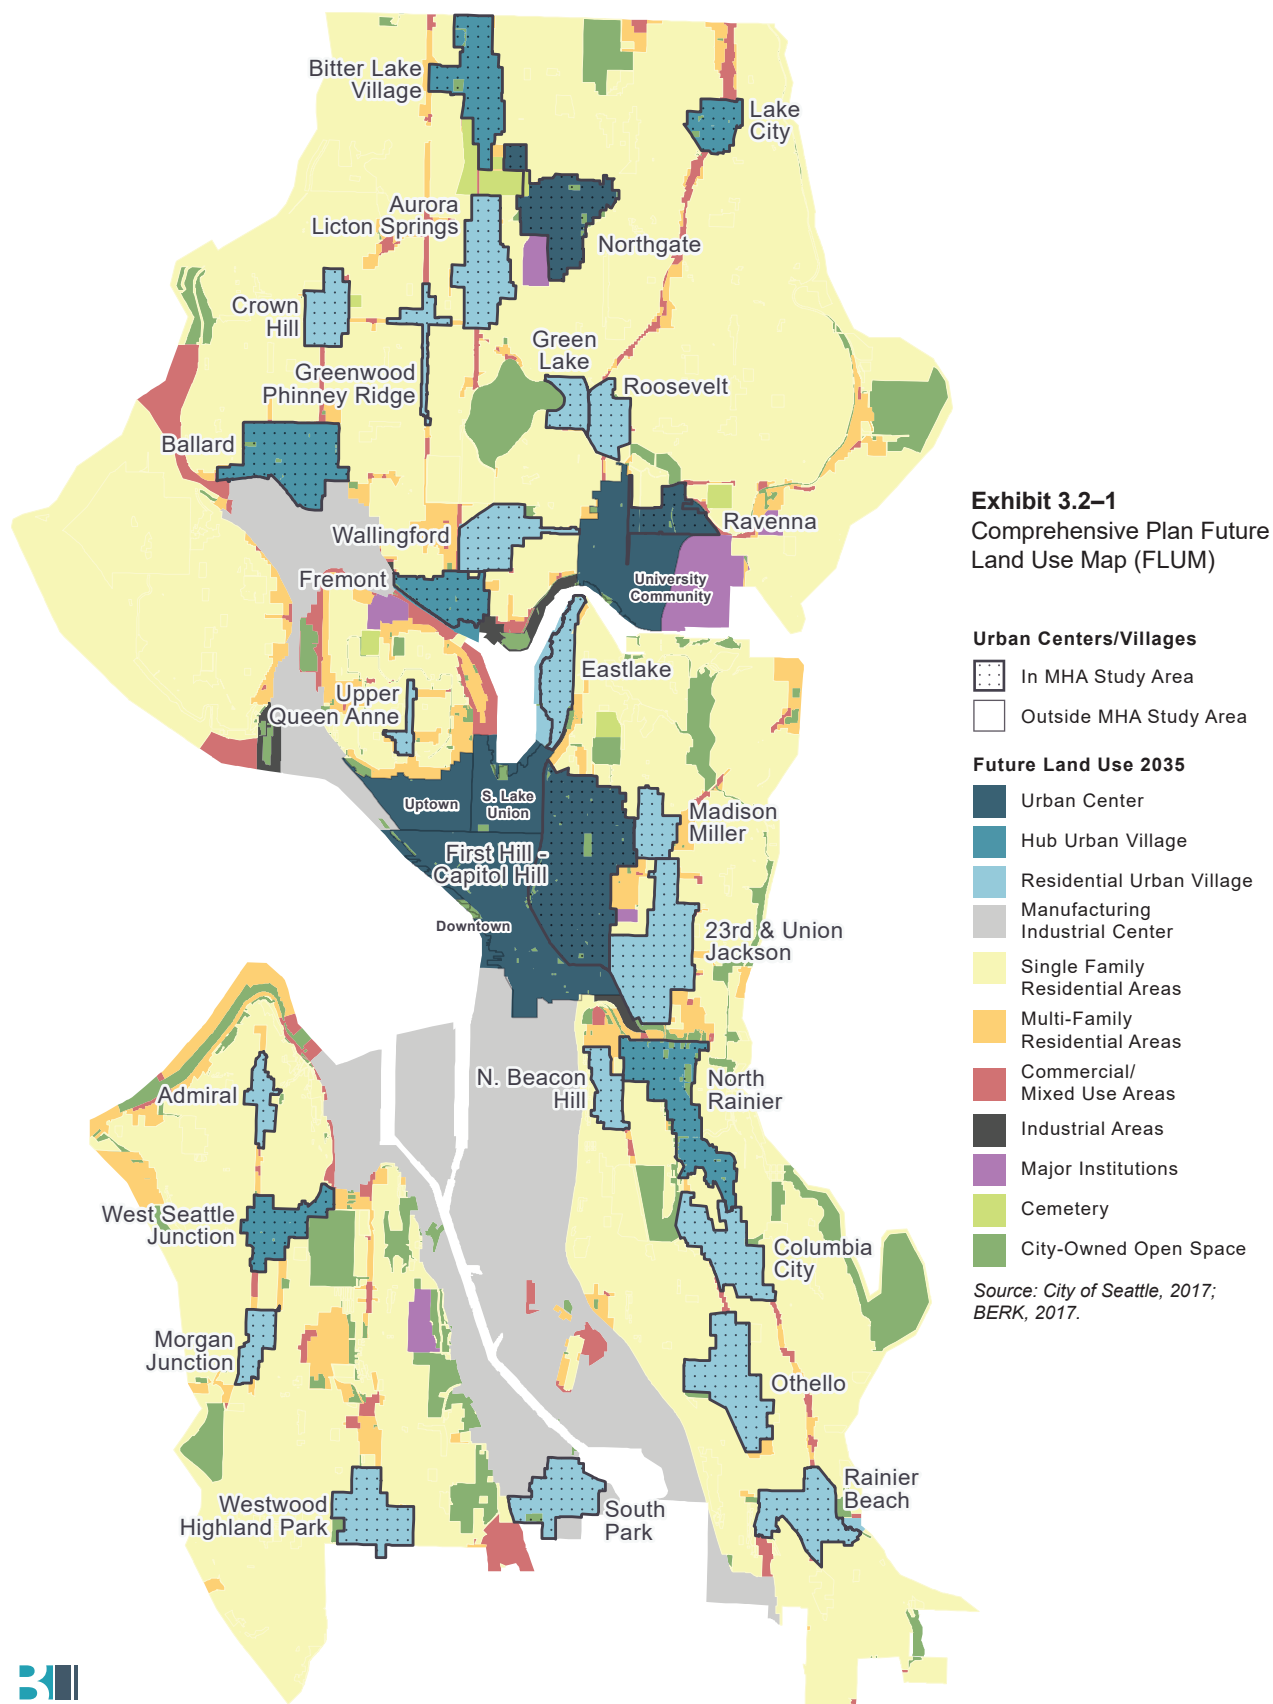 Bitter Lake
Village
Lake
City
Aurora
Licton Springs
Northgate
Crown
Hill
Green
Lake
Greenwood
Phinney Ridge
Roosevelt
Ballard
Wallingford
Ravenna
Fremont
University
Community
Eastlake
Upper
Queen Anne
Uptown
S. Lake
Union
Madison
Miller
First Hill -
Capitol Hill
Downtown
23rd & Union
Jackson
Admiral
N. Beacon
Hill
North
Rainier
West Seattle
Junction
Columbia
City
Morgan
Junction
Othello
Westwood
Highland Park
South
Park
Rainier
Beach
Exhibit 3.2–1
Comprehensive Plan Future
Land Use Map (FLUM)
Urban Centers/Villages
In MHA Study Area
Outside MHA Study Area
Future Land Use 2035
Urban Center
Hub Urban Village
Residential Urban Village
Manufacturing
Industrial Center
Single Family
Residential Areas
Multi-Family
Residential Areas
Commercial/
Mixed Use Areas
Industrial Areas
Major Institutions
Cemetery
City-Owned Open Space
Source: City of Seattle, 2017;
BERK, 2017.